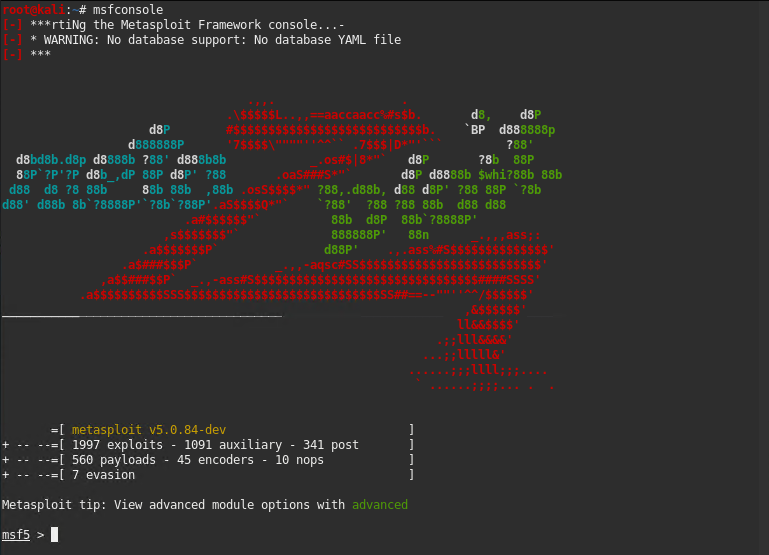 root@kali:~# msfconsole
[-] ***rtiNg the Metasploit Framework console...-
[-] * WARNING: No database support: No database YAML file
[-] ***
=[ metasploit v5.0.84-dev ]
+ -- --=[ 1997 exploits - 1091 auxiliary - 341 post ]
+ -- --=[ 560 payloads - 45 encoders - 10 nops ]
+ -- --=[ 7 evasion ]
Metasploit tip: View advanced module options with advanced
msf5 >